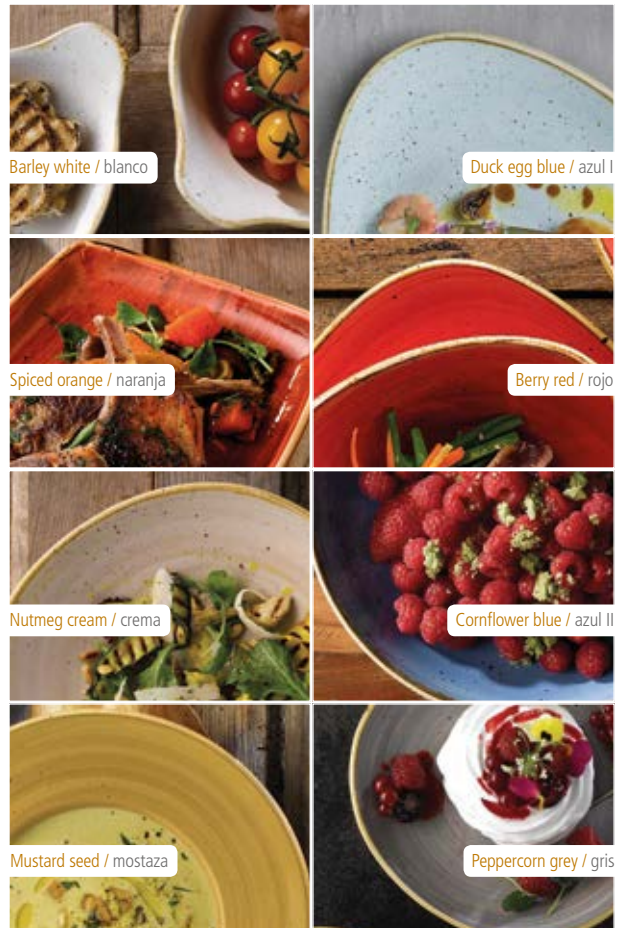 Barley white / blanco
Duck egg blue / azul I
Spiced orange / naranja
Berry red / rojo
Nutmeg cream / crema
Cornflower blue / azul II
Mustard seed / mostaza
Peppercorn grey / gris